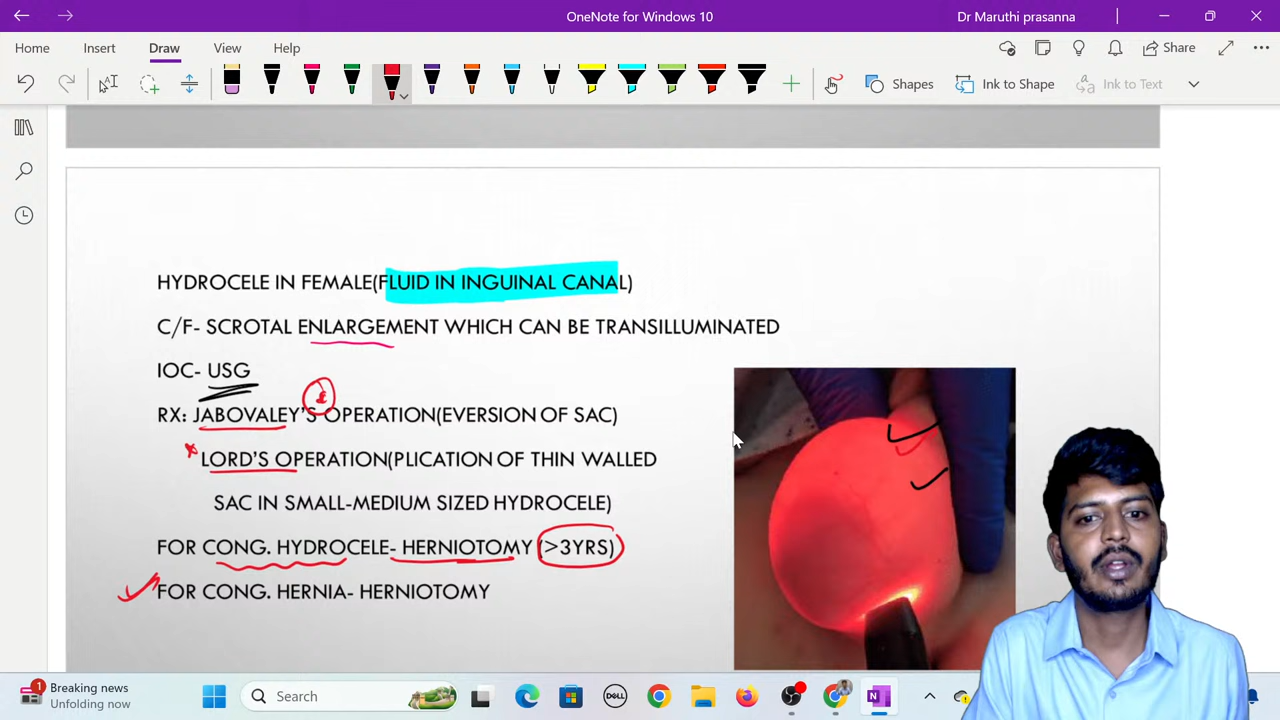 OneNote for Windows 10
Dr Maruthi prasanna
Home Insert Draw View Help
Share
Shapes Ink to Shape Ink to Text
HYDROCELE IN FEMALE(FLUID IN INGUINAL CANAL)
C/F- SCROTAL ENLARGEMENT WHICH CAN BE TRANSILLUMINATED
IOC- USG
RX: JABOVALEY'S OPERATION(EVERSION OF SAC)
LORD'S OPERATION(PLICATION OF THIN WALLED
SAC IN SMALL-MEDIUM SIZED HYDROCELE)
FOR CONG. HYDROCELE- HERNIOTOMY (>3YRS)
FOR CONG. HERNIA- HERNIOTOMY
1
Breaking news
Unfolding now
Search
DELL